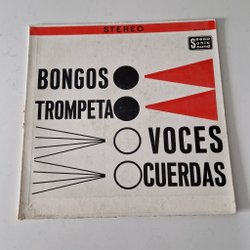 STEREO
BONGOS
TROMPETA
VOCES
CUERDAS